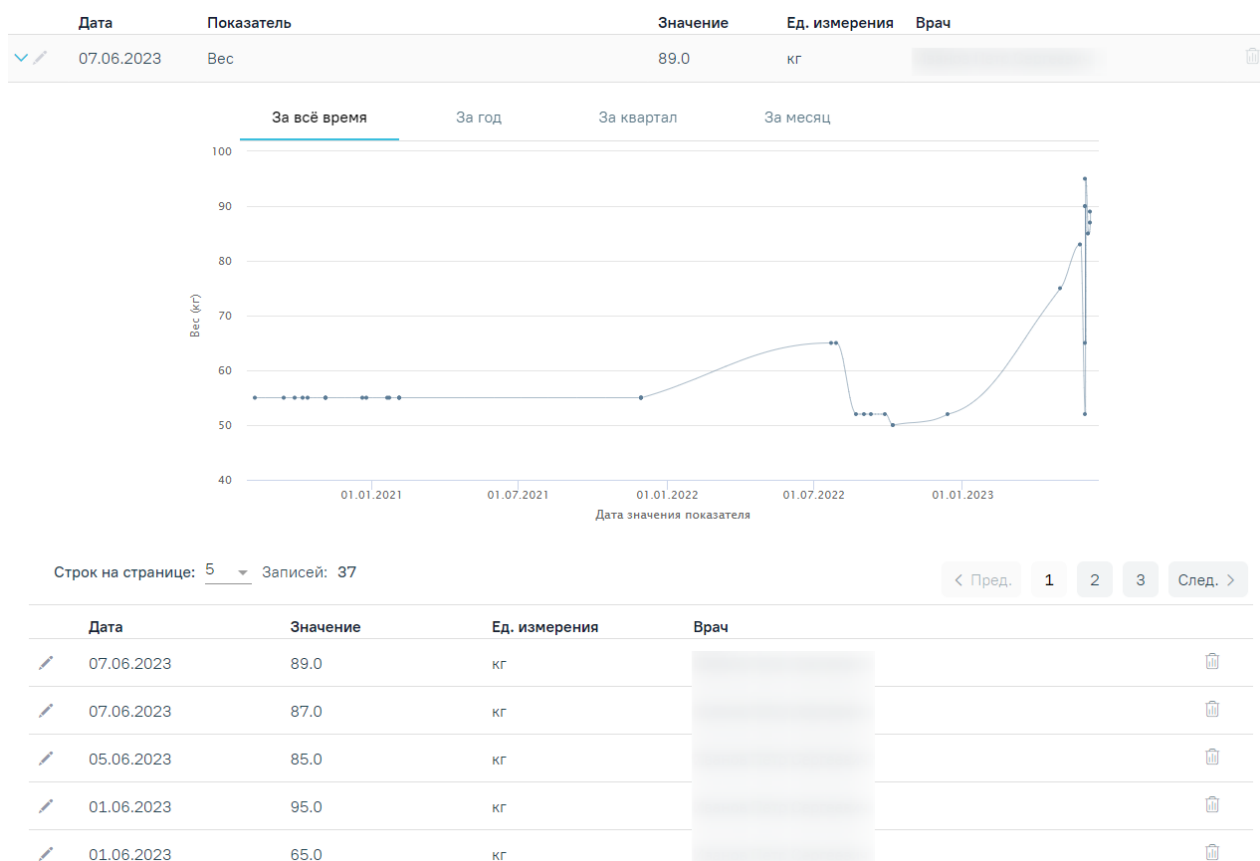 Дата Показатель Значение Ед. измерения Врач
07.06.2023 Вес 89.0 кг
За всё время За год За квартал За месяц
100
90
80
70
60
50
40
Вес (кг)
01.01.2021 01.07.2021 01.01.2022 01.07.2022 01.01.2023
Дата значения показателя
Строк на странице: 5 Записей: 37 < Пред. 1 2 3 След. >
Дата Значение Ед. измерения Врач
07.06.2023 89.0 кг
07.06.2023 87.0 кг
05.06.2023 85.0 кг
01.06.2023 95.0 кг
01.06.2023 65.0 кг